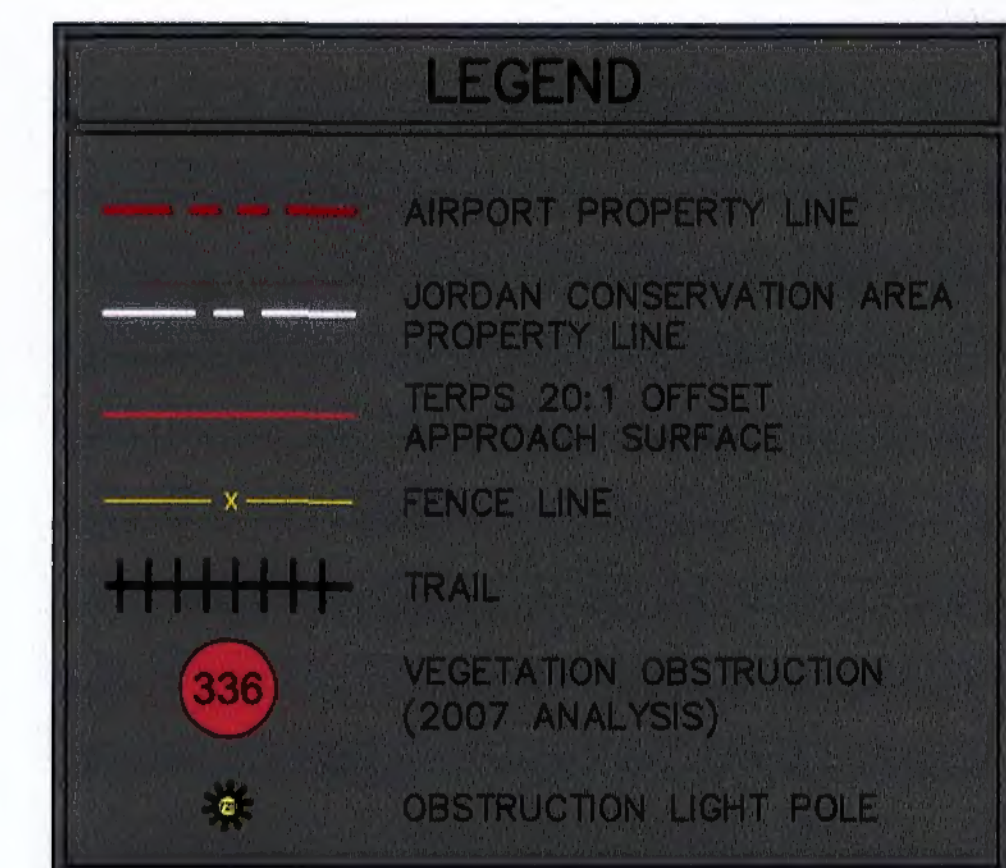 LEGEND
AIRPORT PROPERTY LINE
JORDAN CONSERVATION AREA
PROPERTY LINE
TERPS 20:1 OFFSET
APPROACH SURFACE
X FENCE LINE
TRAIL
336 VEGETATION OBSTRUCTION
(2007 ANALYSIS)
OBSTRUCTION LIGHT POLE